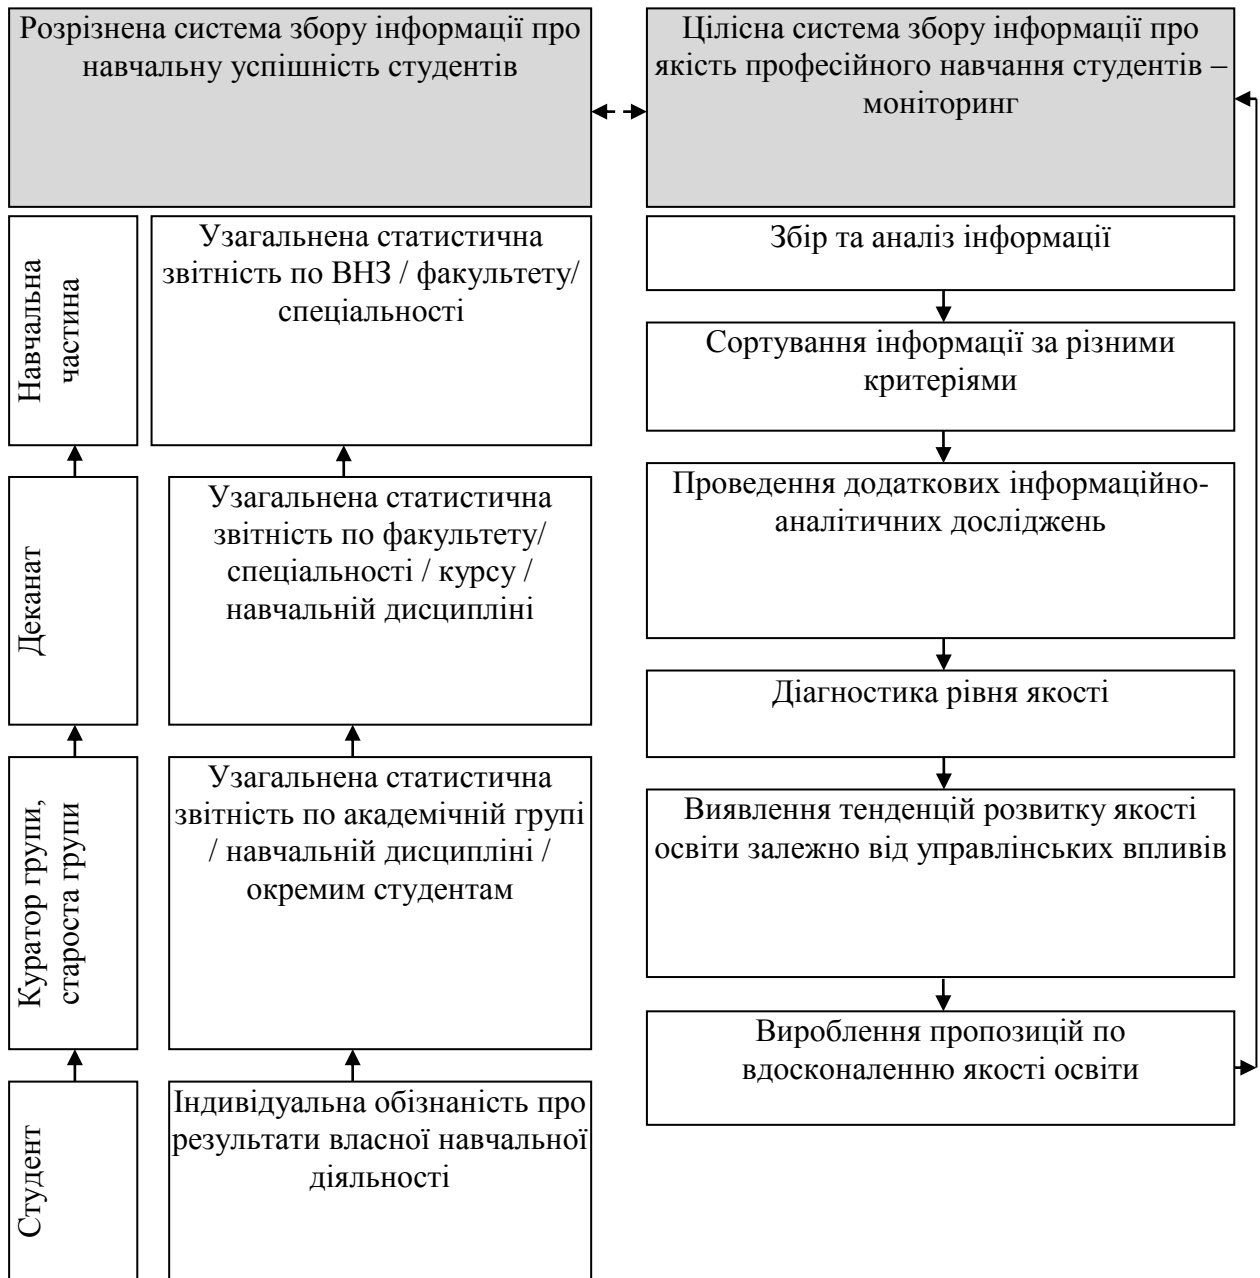 Розрізнена система збору інформації про
навчальну успішність студентів
Цілісна система збору інформації про
якість професійного навчання студентів –
моніторинг
Навчальна
частина
Узагальнена статистична
звітність по ВНЗ / факультету/
спеціальності
Деканат
Узагальнена статистична
звітність по факультету/
спеціальності / курсу /
навчальній дисципліні
Куратор групи,
староста групи
Узагальнена статистична
звітність по академічній групі
/ навчальній дисципліні /
окремим студентам
Студент
Індивідуальна обізнаність про
результати власної навчальної
діяльності
Збір та аналіз інформації
Сортування інформації за різними
критеріями
Проведення додаткових інформаційно-
аналітичних досліджень
Діагностика рівня якості
Виявлення тенденцій розвитку якості
освіти залежно від управлінських впливів
Вироблення пропозицій по
вдосконаленню якості освіти